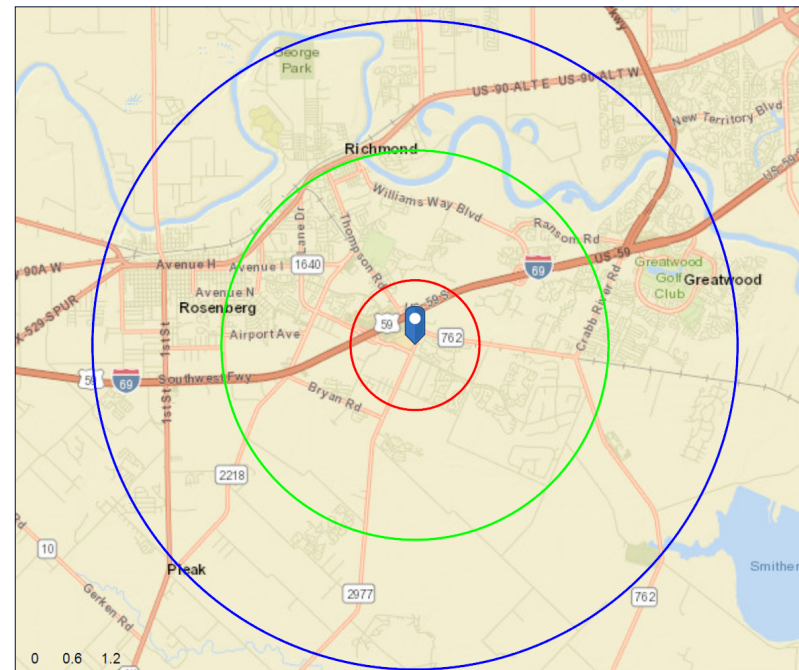 George
Park
US-90-ALT E
US-90-ALT W
New Territory Blvd
Richmond
Williams Way Blvd
Ransom Rd
US-59
Lane Dr
Thompson Rd
Avenue H
Avenue I
1640
69
90A W
Greatwood
Golf
Club
Greatwood
Avenue N
Rosenberg
US-59 S
59
762
Crabb River Rd
X-529-SPUR
Airport Ave
1st St
59
69
Southwest Fwy
Bryan Rd
1st St
2218
10
Rd
Pleak
Gerken Rd
2977
762
Smither
0 0.6 1.2